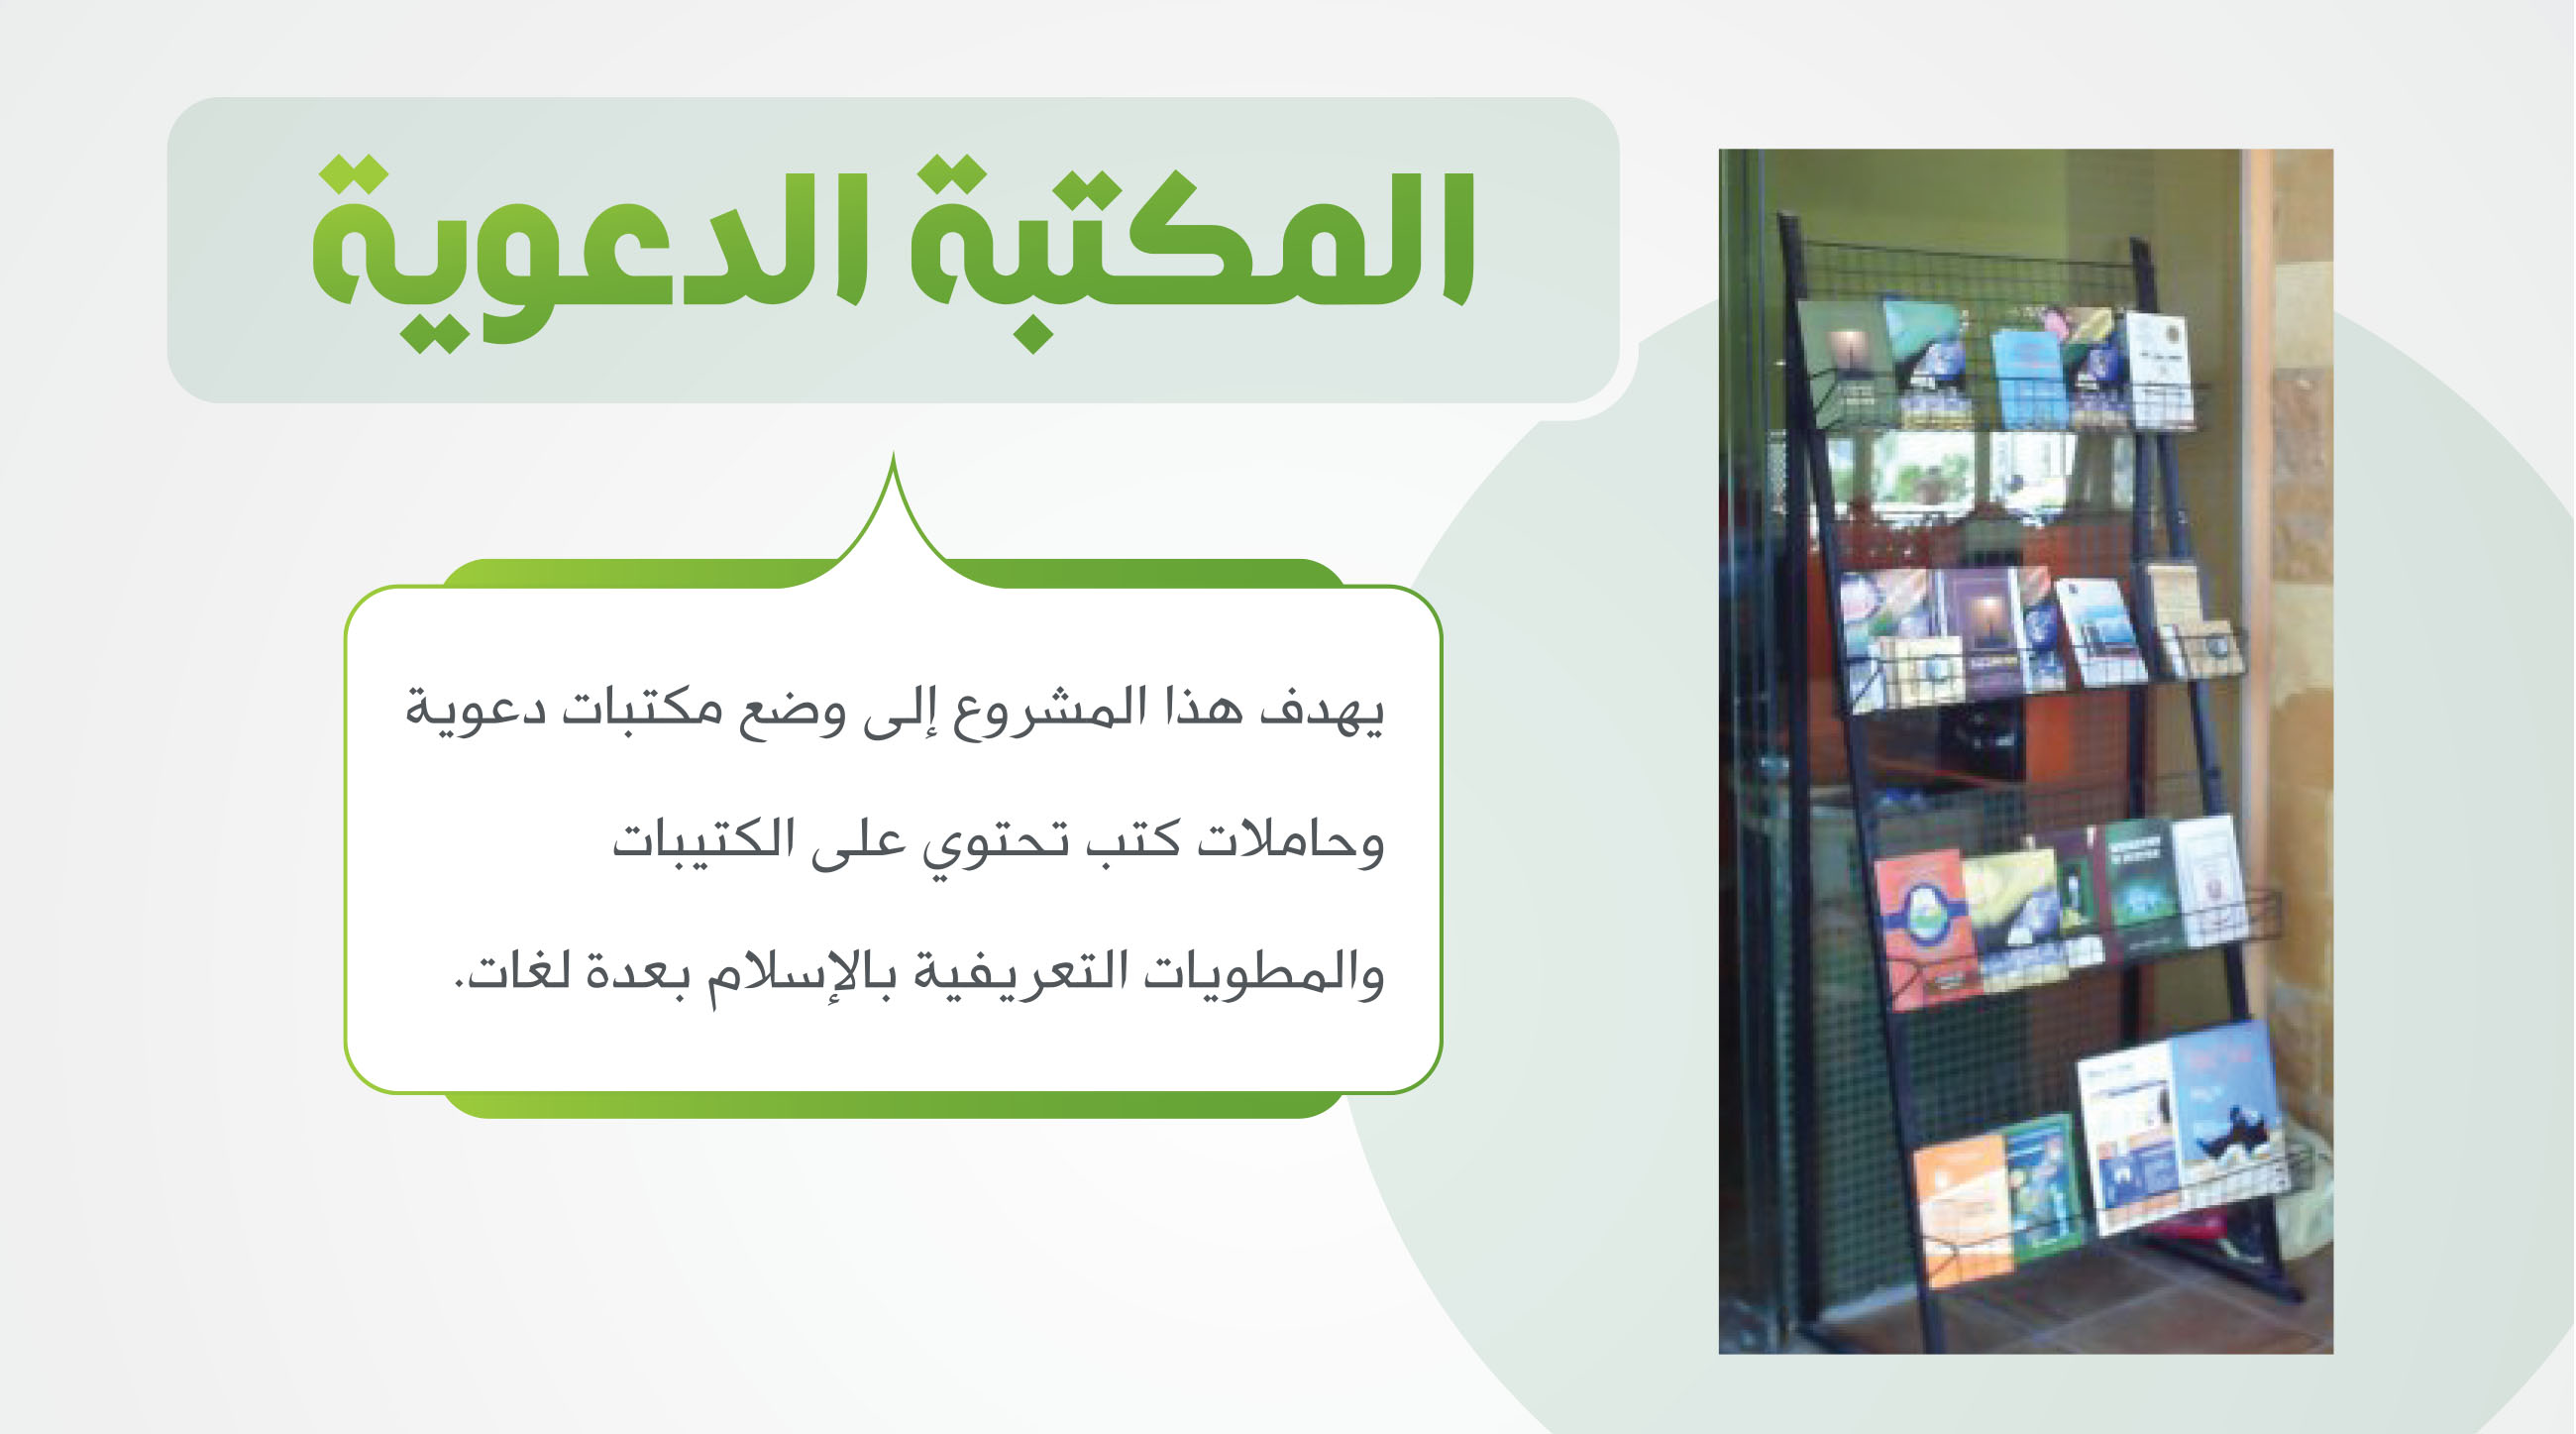 المكتبة الدعوية
يهدف هذا المشروع إلى وضع مكتبات دعوية
وحاملات كتب تحتوي على الكتيبات
والمطويات التعريفية بالإسلام بعدة لغات.